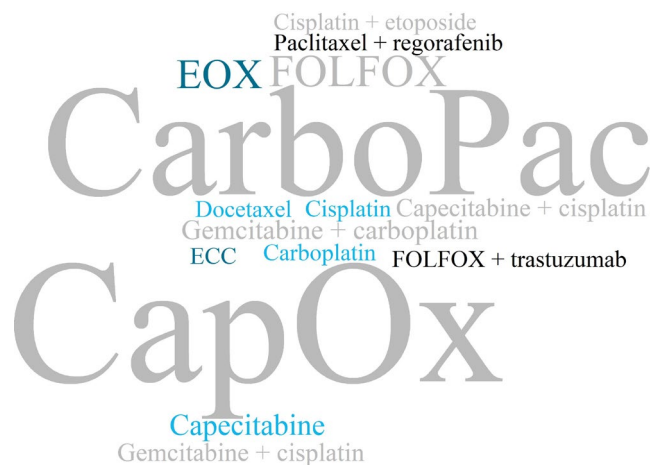 Cisplatin + etoposide
Paclitaxel + regorafenib
EOX FOLFOX
CarboPac
Docetaxel Cisplatin Capecitabine + cisplatin
Gemcitabine + carboplatin
ECC Carboplatin FOLFOX + trastuzumab
CapOx
Capecitabine
Gemcitabine + cisplatin